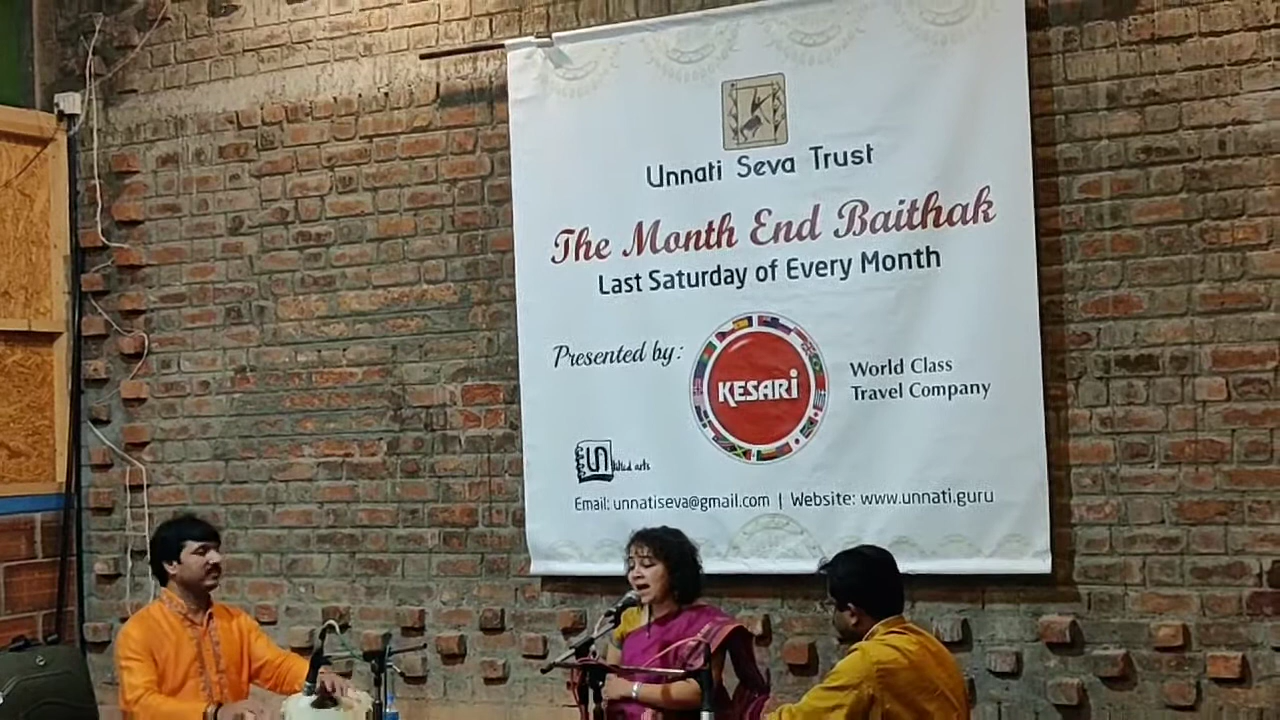 Unnati Seva Trust
The Month End Baithak
Last Saturday of Every Month
Presented by:
KESARi
World Class
Travel Company
UN
Email: unnatiseva@gmail.com | Website: www.unnati.guru